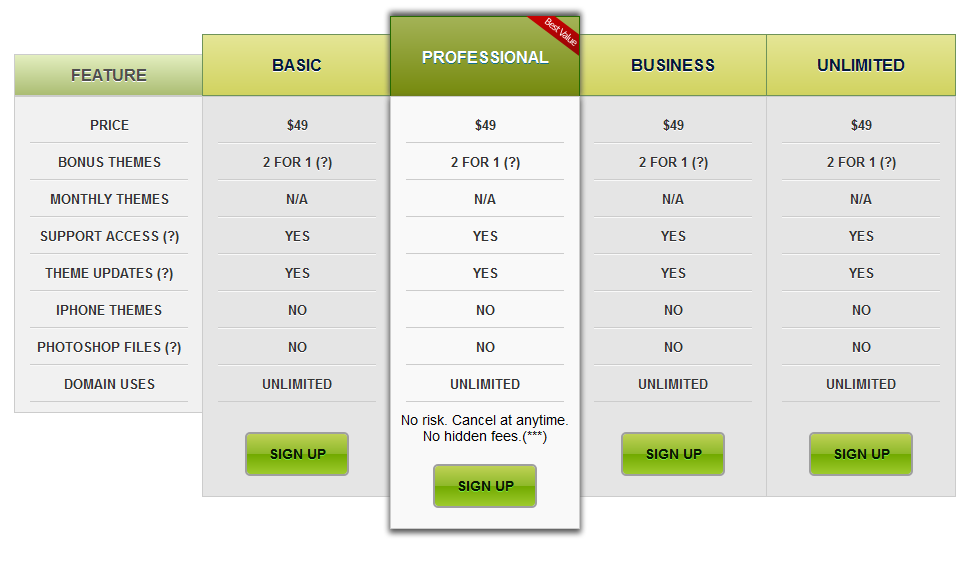 FEATURE BASIC PROFESSIONAL Best Value BUSINESS UNLIMITED
PRICE $49 $49 $49 $49
BONUS THEMES 2 FOR 1 (?) 2 FOR 1 (?) 2 FOR 1 (?) 2 FOR 1 (?)
MONTHLY THEMES N/A N/A N/A N/A
SUPPORT ACCESS (?) YES YES YES YES
THEME UPDATES (?) YES YES YES YES
IPHONE THEMES NO NO NO NO
PHOTOSHOP FILES (?) NO NO NO NO
DOMAIN USES UNLIMITED UNLIMITED UNLIMITED UNLIMITED
No risk. Cancel at anytime.
No hidden fees.(***)
SIGN UP SIGN UP SIGN UP SIGN UP